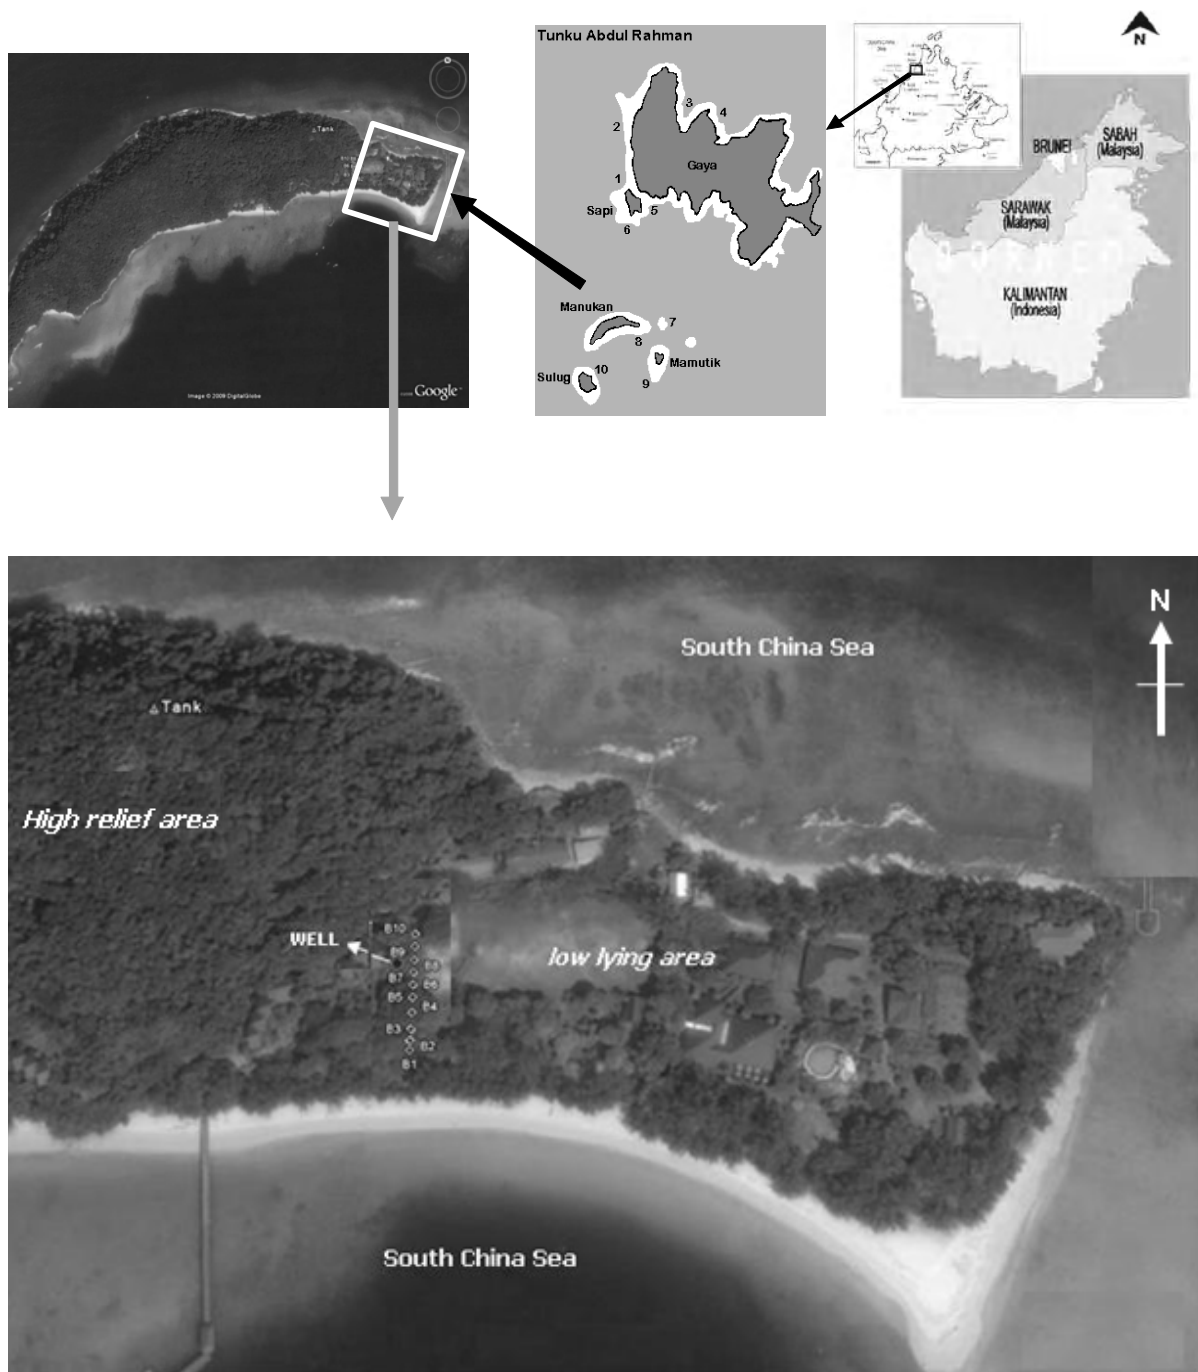 Tank
Image © 2009 DigitalGlobe
Google
Tunku Abdul Rahman
3
4
2
Gaya
1
Sapi
5
6
Manukan
7
8
Mamutik
10
Sulug
9
N
BRUNEI
SABAH
(Malaysia)
SARAWAK
(Malaysia)
BORNEO
KALIMANTAN
(Indonesia)
N
South China Sea
Tank
High relief area
B10
WELL
B9
low lying area
B7
B6
B5
B4
B3
B2
B1
South China Sea